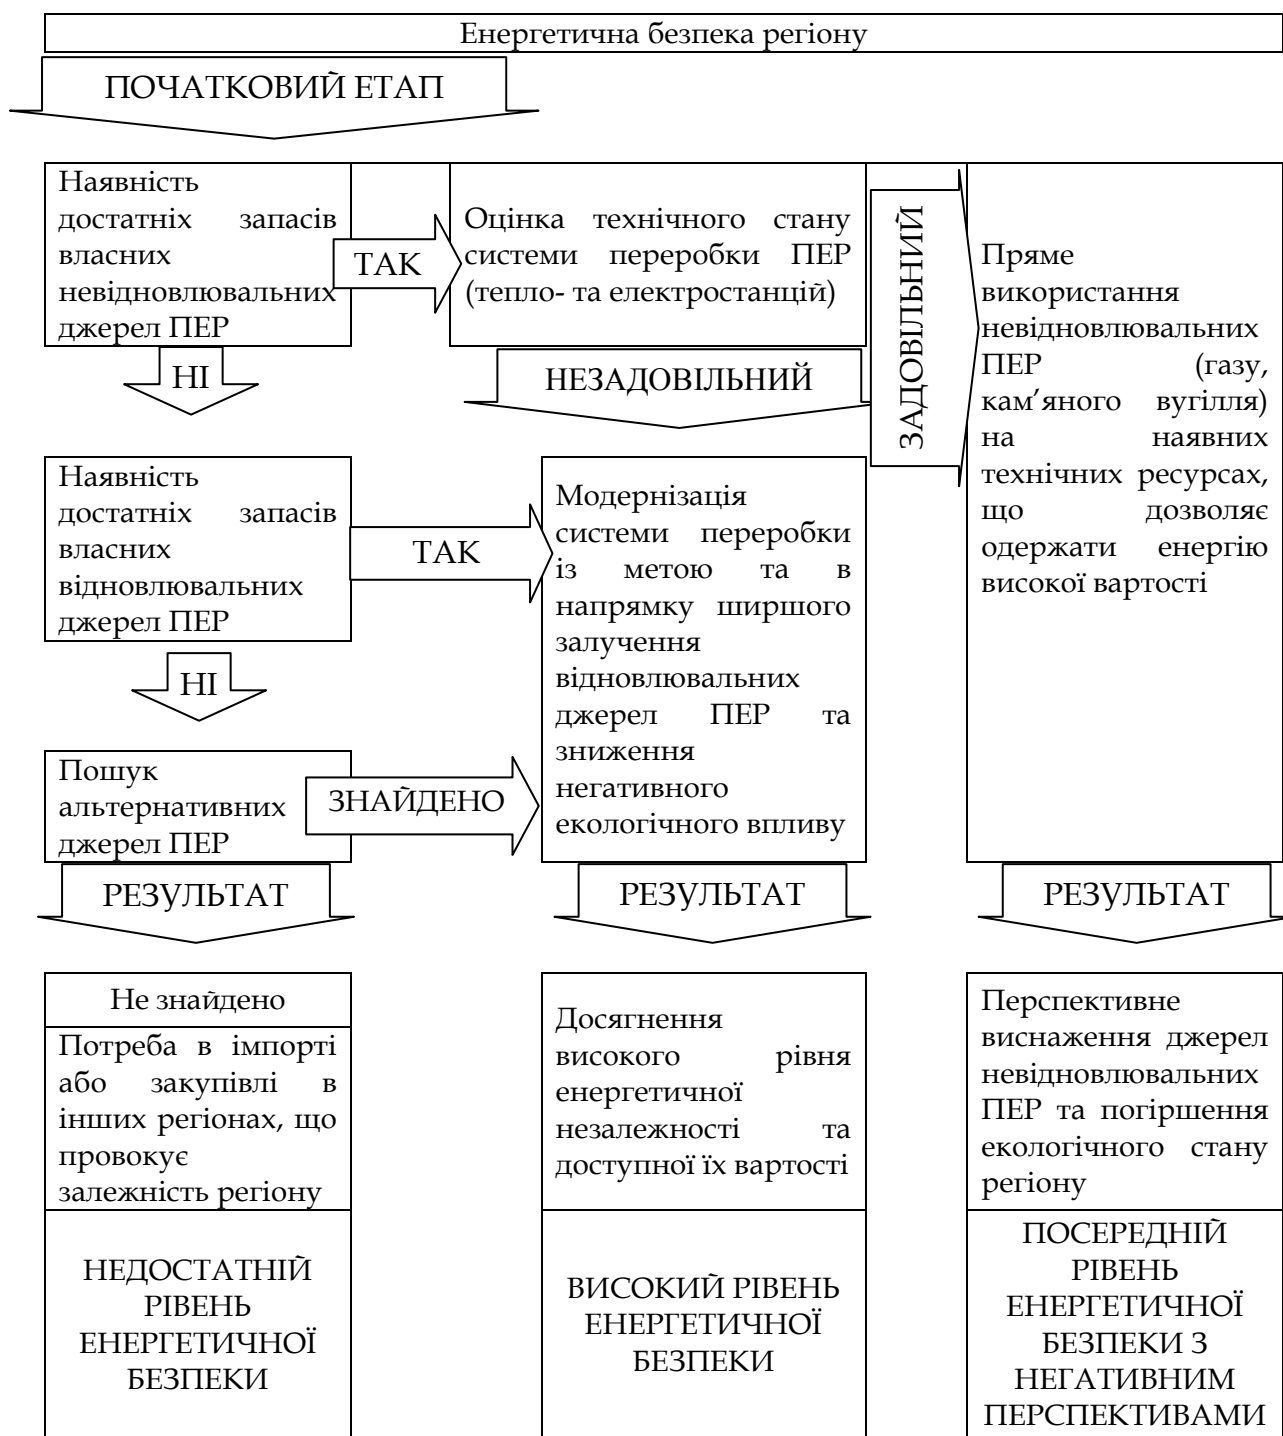 Енергетична безпека регіону
ПОЧАТКОВИЙ ЕТАП
Наявність
достатніх запасів
власних
невідновлювальних
джерел ПЕР
ТАК
Оцінка технічного стану
системи переробки ПЕР
(тепло- та електростанцій)
ЗАДОВІЛЬНИЙ
Пряме
використання
невідновлювальних
ПЕР (газу,
кам’яного вугілля)
на наявних
технічних ресурсах,
що дозволяє
одержати енергію
високої вартості
НІ
НЕЗАДОВІЛЬНИЙ
Наявність
достатніх запасів
власних
відновлювальних
джерел ПЕР
ТАК
Модернізація
системи переробки
із метою та в
напрямку ширшого
залучення
відновлювальних
джерел ПЕР та
зниження
негативного
екологічного впливу
НІ
Пошук
альтернативних
джерел ПЕР
ЗНАЙДЕНО
РЕЗУЛЬТАТ
РЕЗУЛЬТАТ
РЕЗУЛЬТАТ
Не знайдено
Потреба в імпорті
або закупівлі в
інших регіонах, що
провокує
залежність регіону
Досягнення
високого рівня
енергетичної
незалежності та
доступної їх вартості
Перспективне
виснаження джерел
невідновлювальних
ПЕР та погіршення
екологічного стану
регіону
НЕДОСТАТНІЙ
РІВЕНЬ
ЕНЕРГЕТИЧНОЇ
БЕЗПЕКИ
ВИСОКИЙ РІВЕНЬ
ЕНЕРГЕТИЧНОЇ
БЕЗПЕКИ
ПОСЕРЕДНІЙ
РІВЕНЬ
ЕНЕРГЕТИЧНОЇ
БЕЗПЕКИ З
НЕГАТИВНИМ
ПЕРСПЕКТИВАМИ